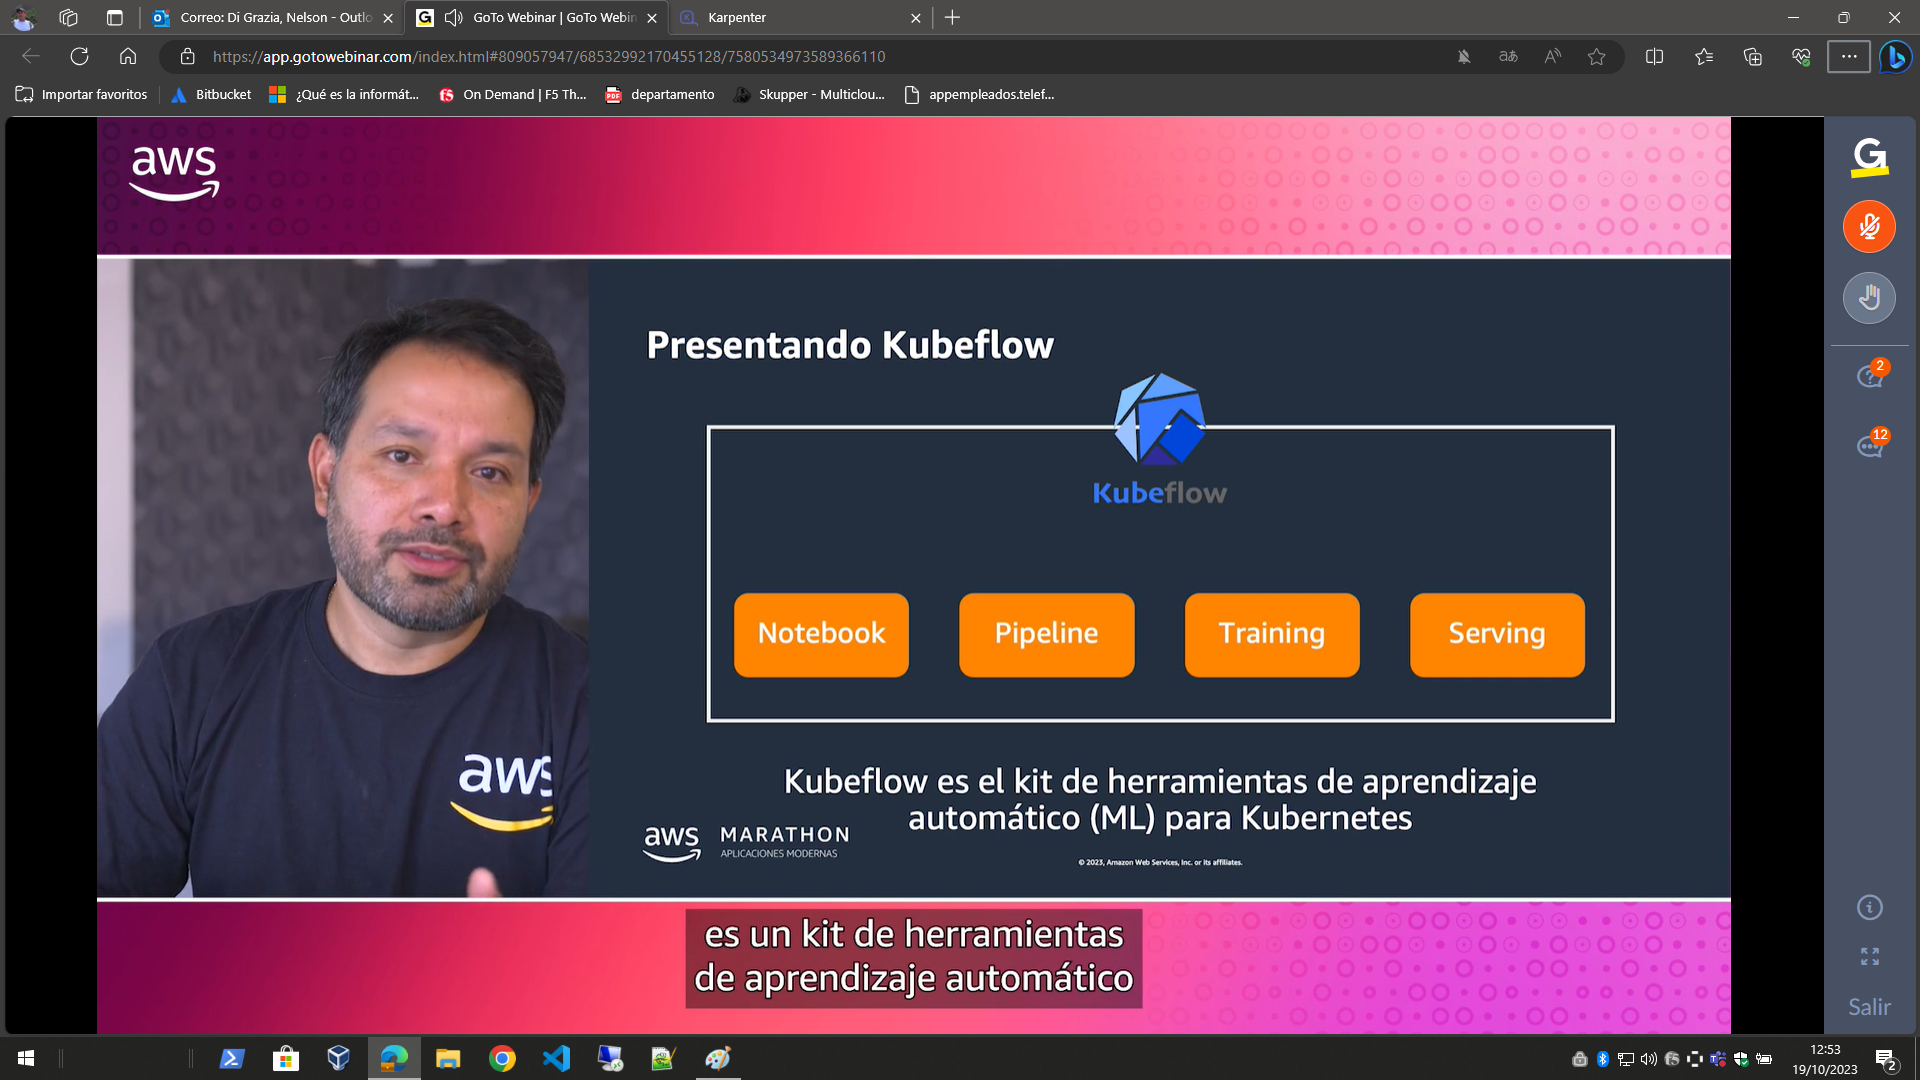 Correo: Di Grazia, Nelson - Outlo
GoTo Webinar | GoTo Webin
Karpenter
https://app.gotowebinar.com/index.html#809057947/68532992170455128/7580534973589366110
Importar favoritos
Bitbucket
¿Qué es la informát...
On Demand | F5 Th...
departamento
Skupper - Multiclou...
appempleados.telef...
aws
Presentando Kubeflow
Kubeflow
Notebook
Pipeline
Training
Serving
Kubeflow es el kit de herramientas de aprendizaje
automático (ML) para Kubernetes
aws
aws
MARATHON
APLICACIONES MODERNAS
© 2023, Amazon Web Services, Inc. or its affiliates.
es un kit de herramientas
de aprendizaje automático
G
2
12
Salir
12:53
19/10/2023
2